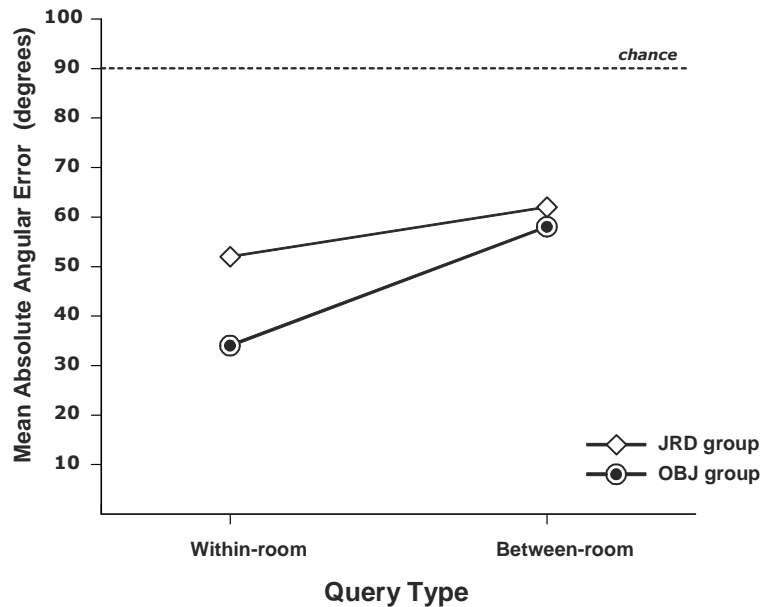 100
90
80
70
60
50
40
30
20
10
Mean Absolute Angular Error (degrees)
chance
JRD group
OBJ group
Within-room
Between-room
Query Type